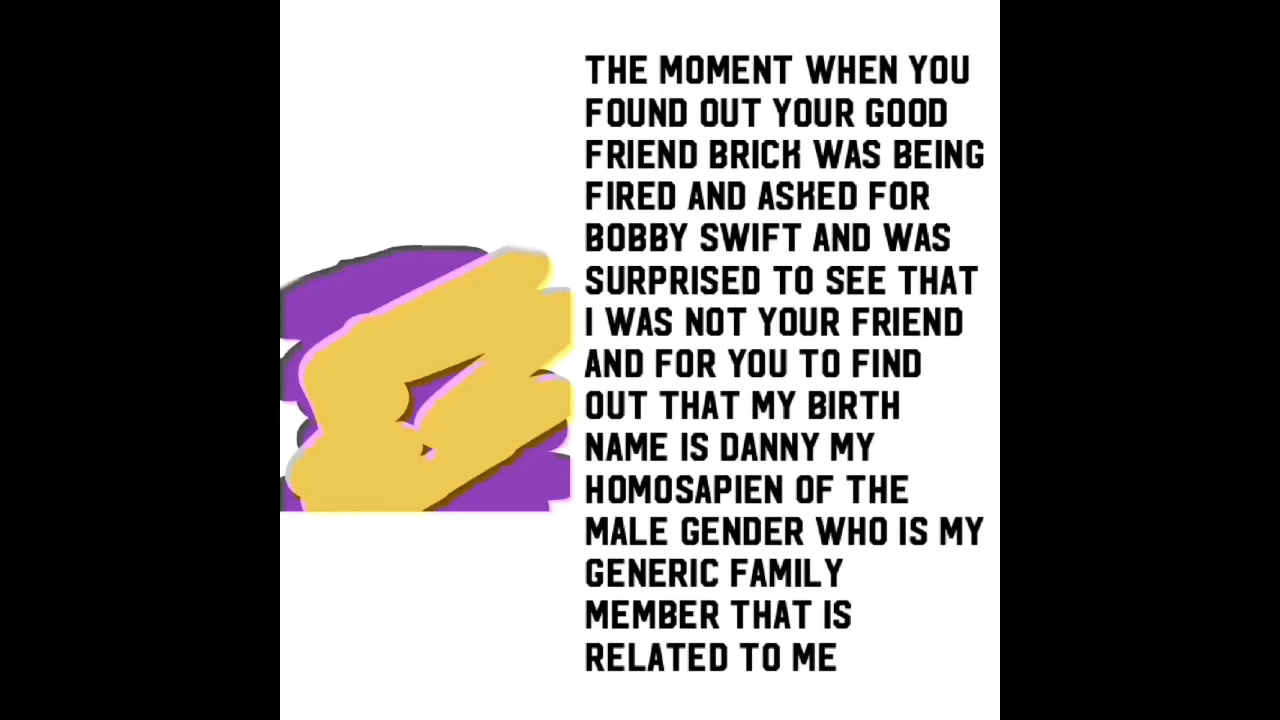 THE MOMENT WHEN YOU
FOUND OUT YOUR GOOD
FRIEND BRICK WAS BEING
FIRED AND ASKED FOR
BOBBY SWIFT AND WAS
SURPRISED TO SEE THAT
I WAS NOT YOUR FRIEND
AND FOR YOU TO FIND
OUT THAT MY BIRTH
NAME IS DANNY MY
HOMOSAPIEN OF THE
MALE GENDER WHO IS MY
GENERIC FAMILY
MEMBER THAT IS
RELATED TO ME